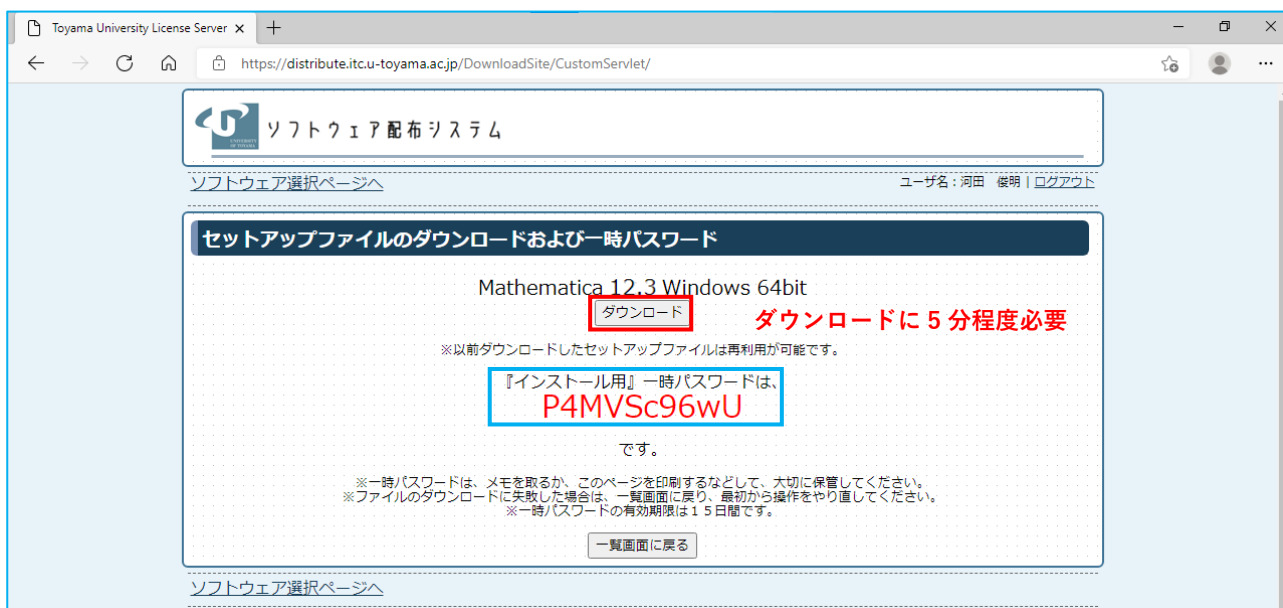 Toyama University License Server
https://distribute.itc.u-toyama.ac.jp/DownloadSite/CustomServlet/
UNIVERSITY
OF TOYAMA
ソフトウェア配布システム
ソフトウェア選択ページへ
ユーザ名：河田　俊明 | ログアウト
セットアップファイルのダウンロードおよび一時パスワード
Mathematica 12.3 Windows 64bit
ダウンロード
ダウンロードに 5 分程度必要
※以前ダウンロードしたセットアップファイルは再利用が可能です。
『インストール用』一時パスワードは、
P4MVSc96wU
です。
※一時パスワードは、メモを取るか、このページを印刷するなどして、大切に保管してください。
※ファイルのダウンロードに失敗した場合は、一覧画面に戻り、最初から操作をやり直してください。
※一時パスワードの有効期限は１５日間です。
一覧画面に戻る
ソフトウェア選択ページへ